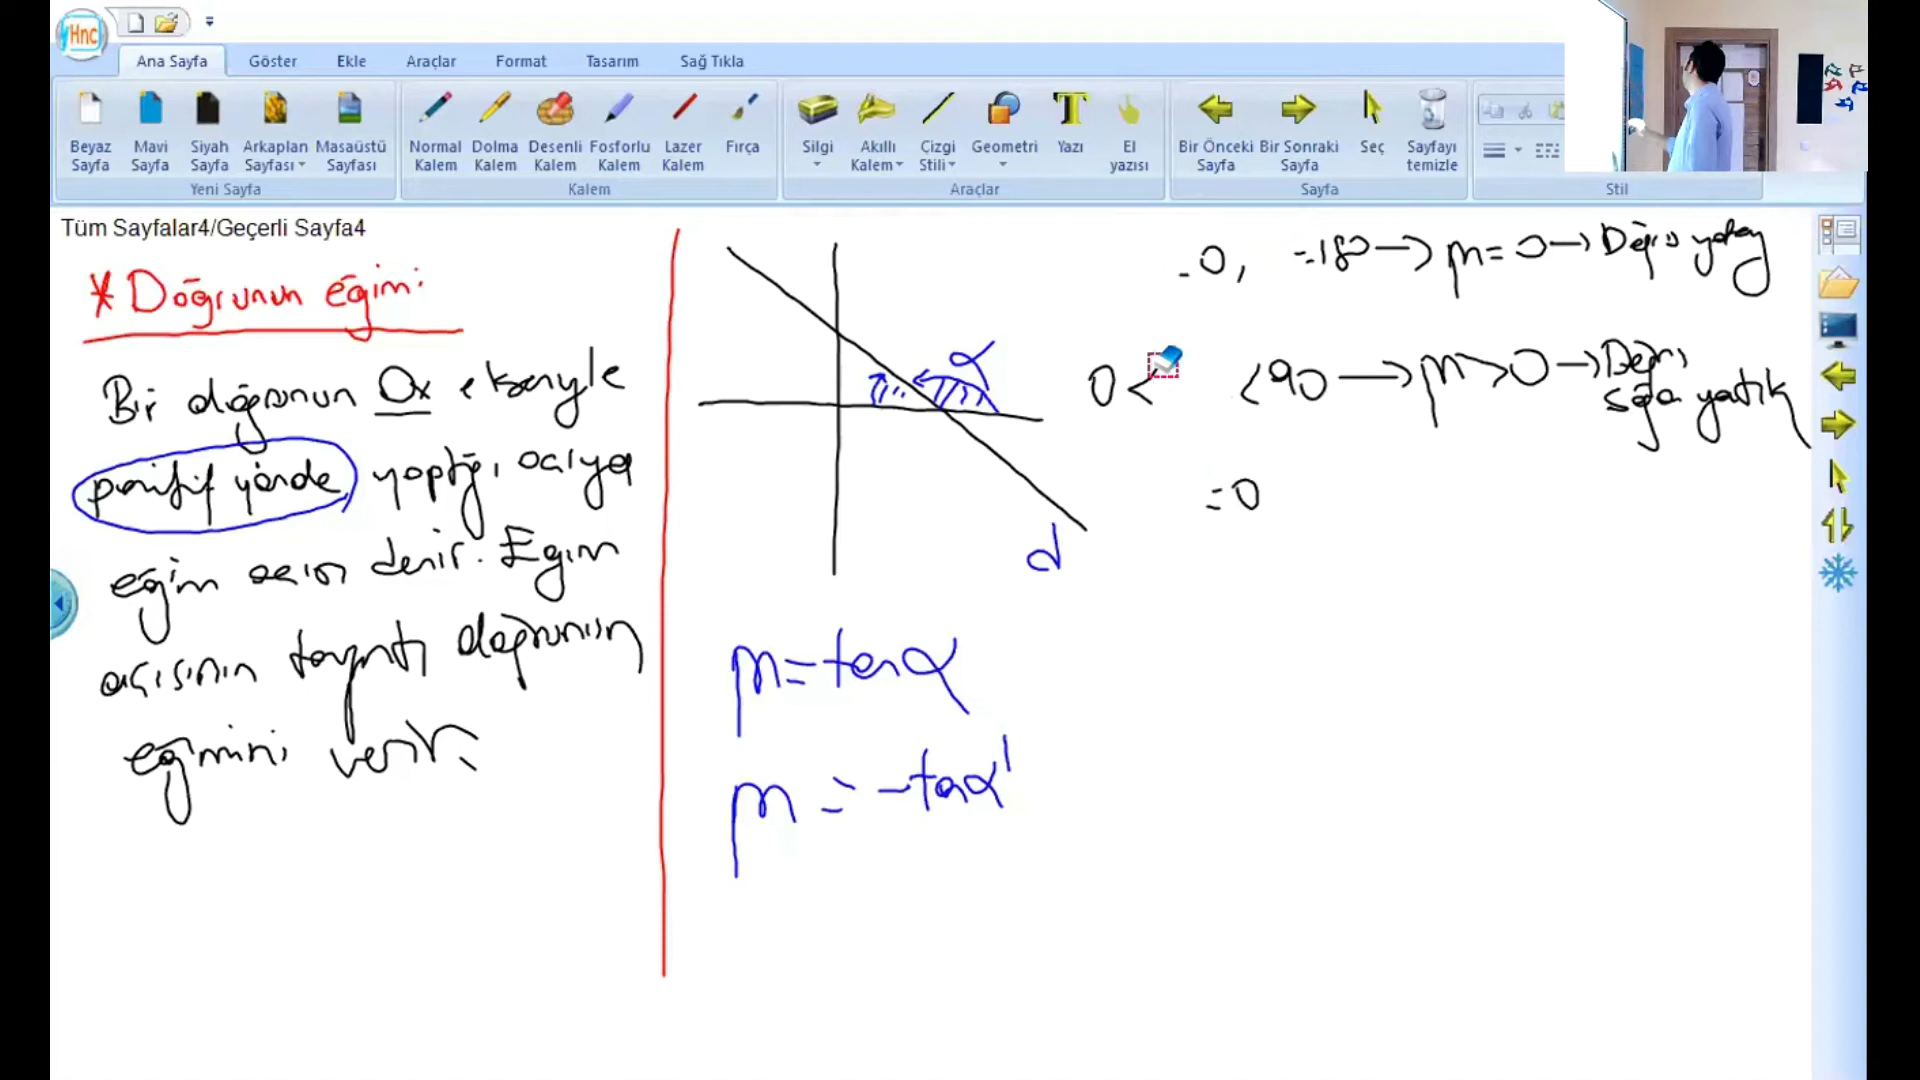 Hnc
Ana Sayfa Göster Ekle Araçlar Format Tasarım Sağ Tıkla
Beyaz Sayfa Mavi Sayfa Siyah Sayfa Arkaplan Sayfası Masaüstü Sayfası
Normal Kalem Dolma Kalem Desenli Kalem Fosforlu Kalem Lazer Kalem Fırça
Silgi Akıllı Kalem Çizgi Stili Geometri Yazı El yazısı
Bir Önceki Sayfa Bir Sonraki Sayfa Seç Sayfayı temizle
Yeni Sayfa Kalem Araçlar Sayfa Stil
Tüm Sayfalar4/Geçerli Sayfa4
* Doğrunun eğimi
Bir doğrunun Ox ekseniyle
pozitif yönde yaptığı açıya
eğim açısı denir. Eğim
açısının tanjantı doğrunun
eğimini verir.
α
d
m = tanα
m = -tanα'
=0, =180 → m = 0 → Doğru yatay
0 < <90 → m > 0 → Doğru
sağa yatık
=0